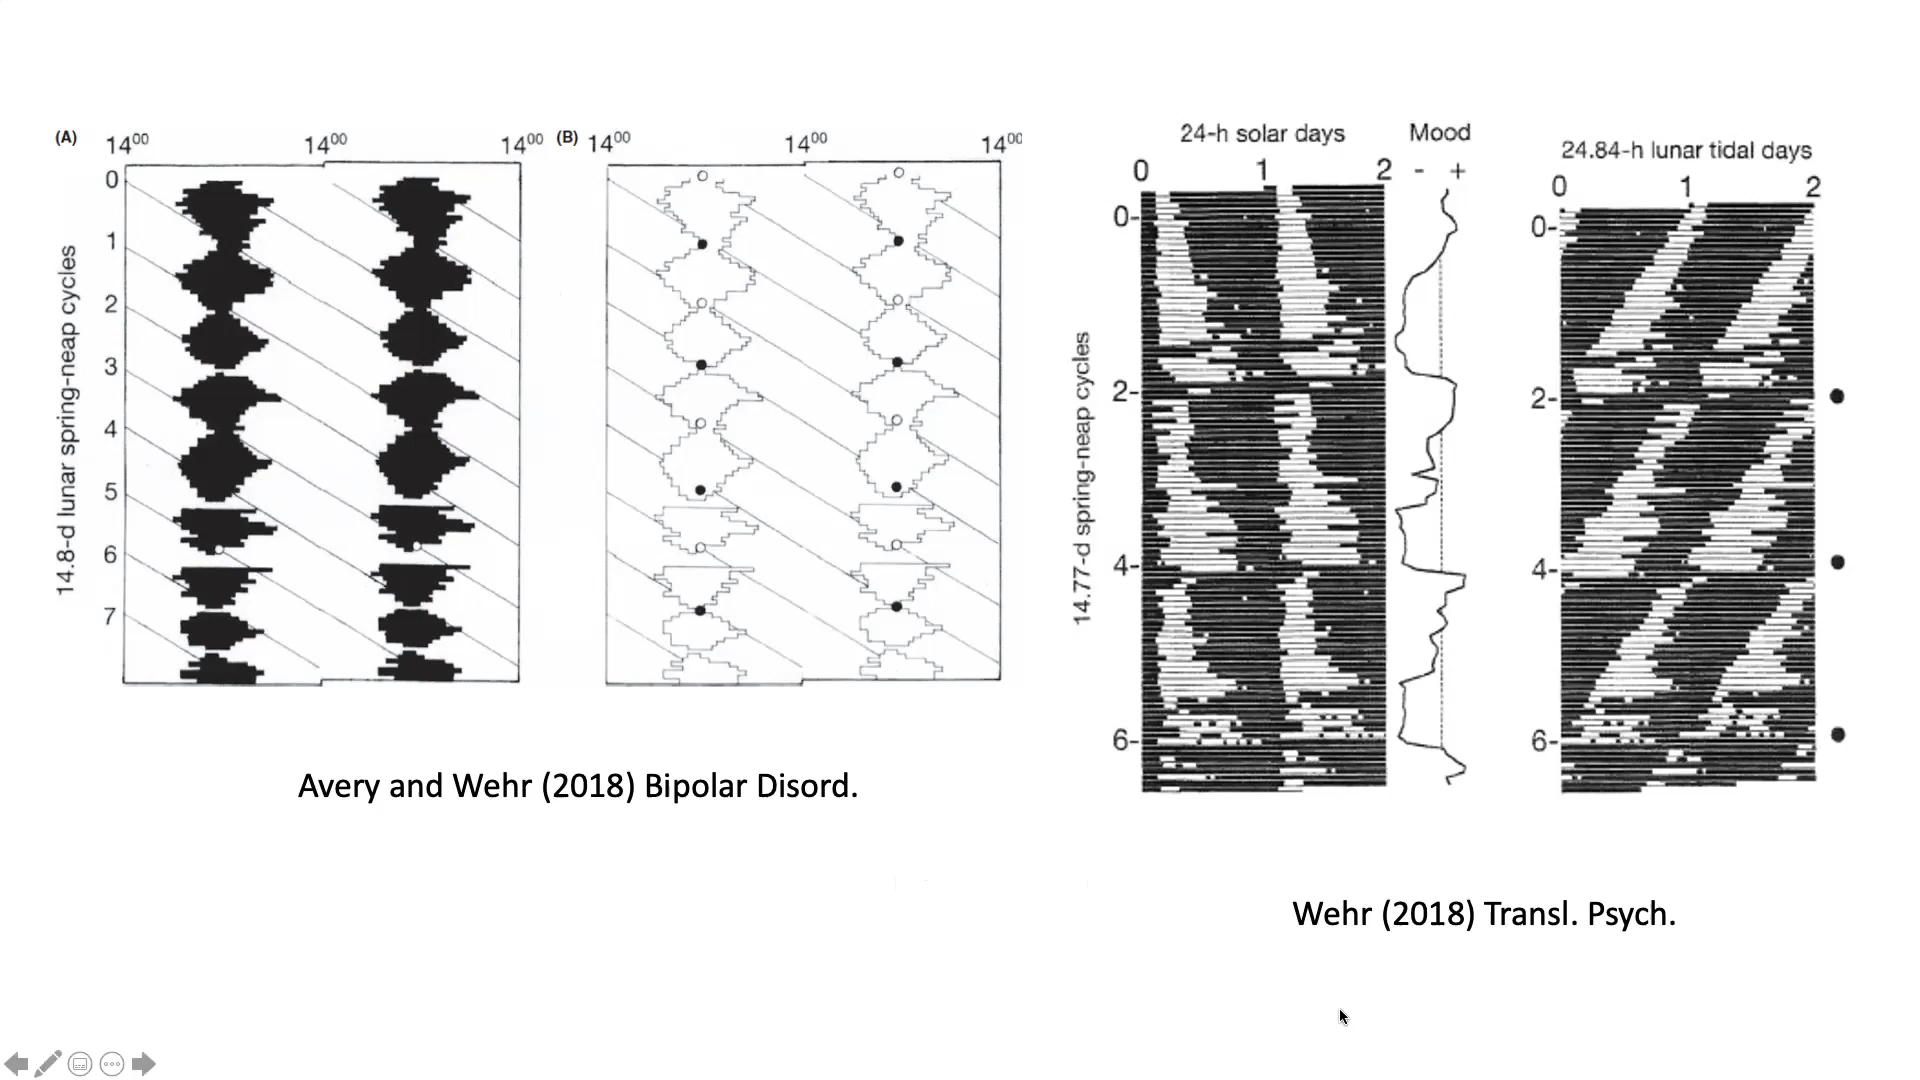 (A)
14⁰⁰ 14⁰⁰ 14⁰⁰
14.8-d lunar spring-neap cycles
0
1
2
3
4
5
6
7
(B)
14⁰⁰ 14⁰⁰ 14⁰⁰
Avery and Wehr (2018) Bipolar Disord.
24-h solar days
0 1 2
Mood
- +
14.77-d spring-neap cycles
0-
2-
4-
6-
24.84-h lunar tidal days
0 1 2
0-
2-
4-
6-
Wehr (2018) Transl. Psych.